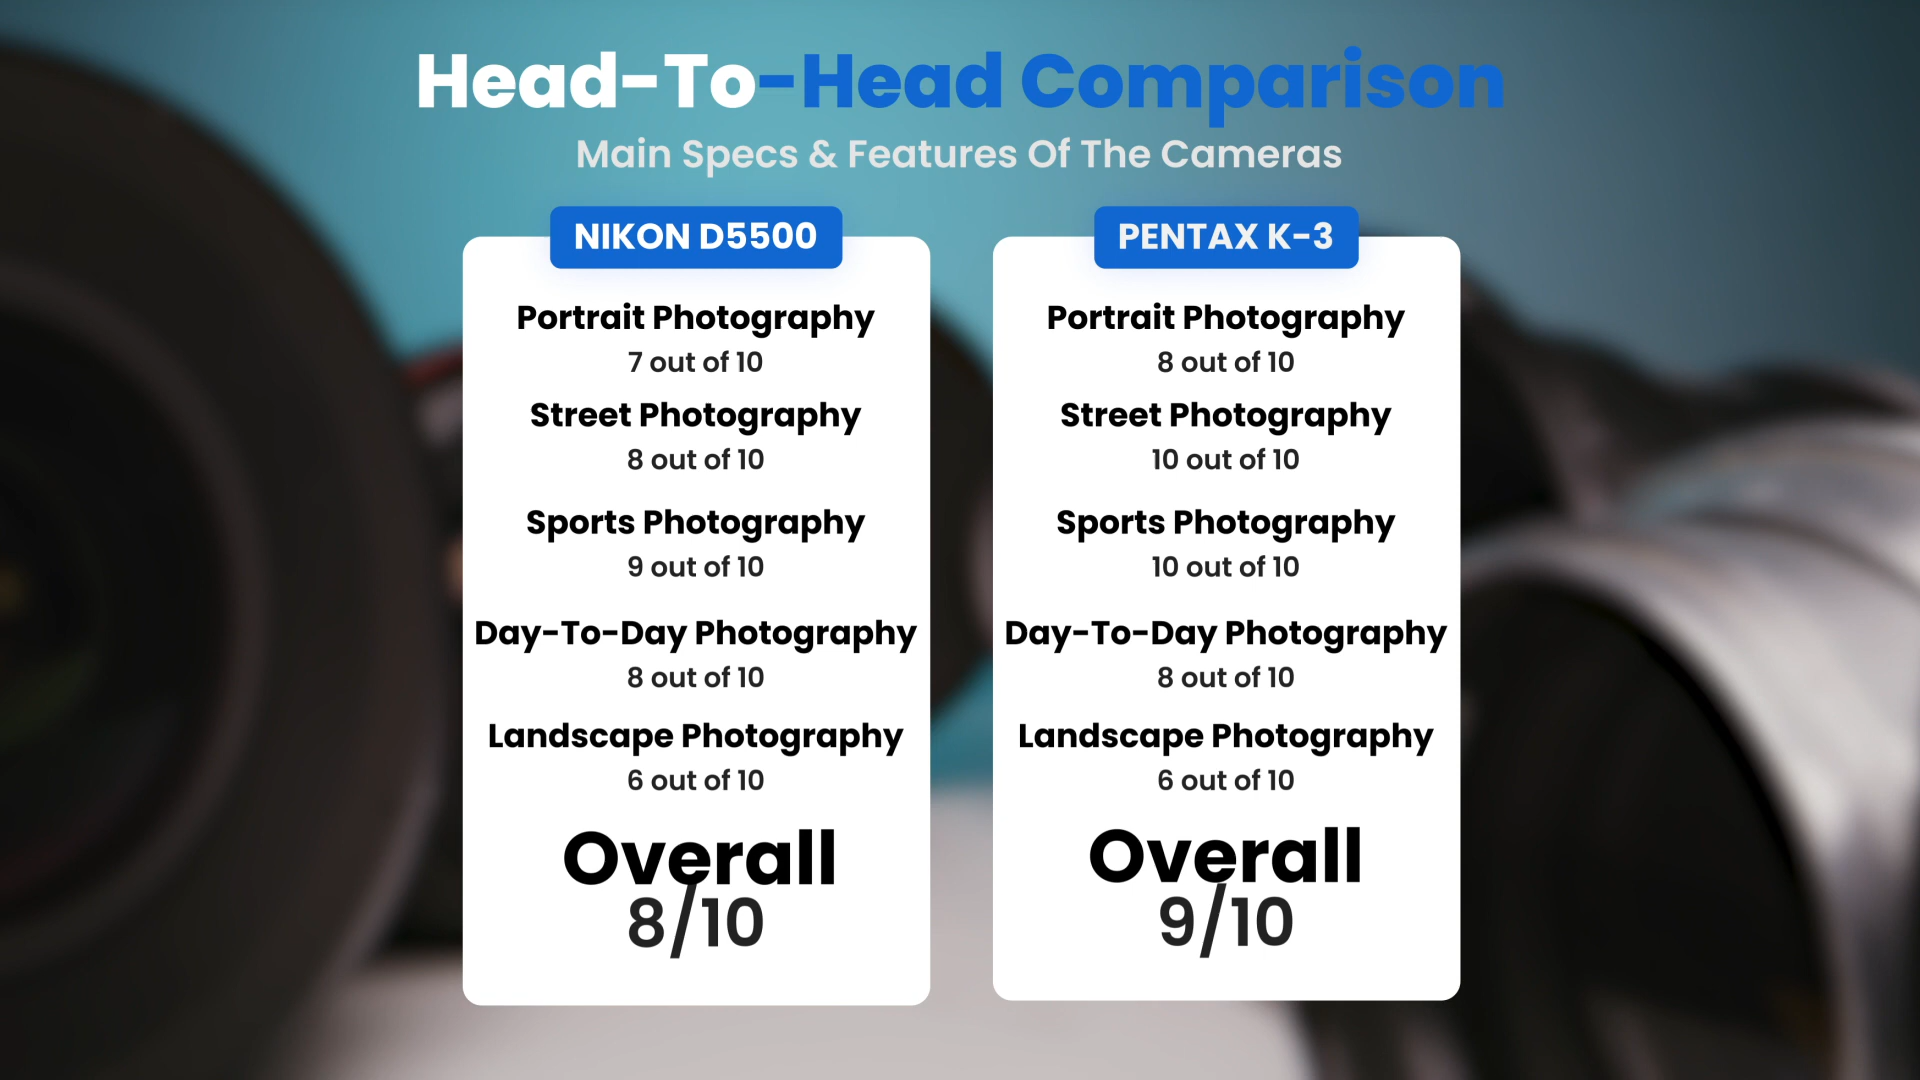 Head-To-Head Comparison
Main Specs & Features Of The Cameras
NIKON D5500
Portrait Photography
7 out of 10
Street Photography
8 out of 10
Sports Photography
9 out of 10
Day-To-Day Photography
8 out of 10
Landscape Photography
6 out of 10
Overall
8/10
PENTAX K-3
Portrait Photography
8 out of 10
Street Photography
10 out of 10
Sports Photography
10 out of 10
Day-To-Day Photography
8 out of 10
Landscape Photography
6 out of 10
Overall
9/10